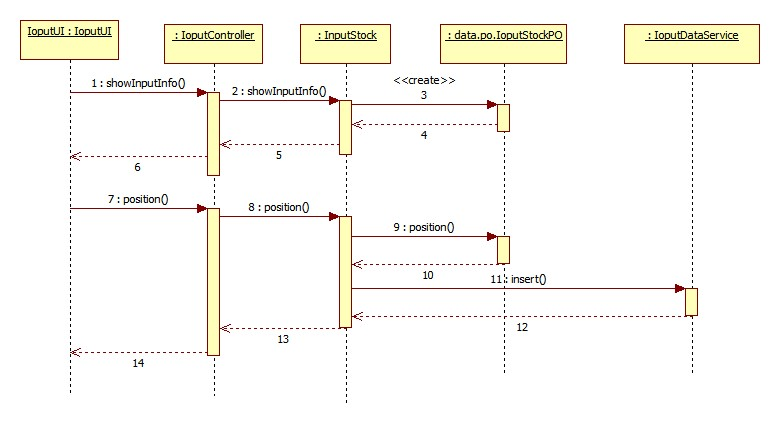 IoputUI : IoputUI
: IoputController
: InputStock
: data.po.IoputStockPO
: IoputDataService
1 : showInputInfo()
2 : showInputInfo()
<<create>>
3
4
5
6
7 : position()
8 : position()
9 : position()
10
11 : insert()
12
13
14